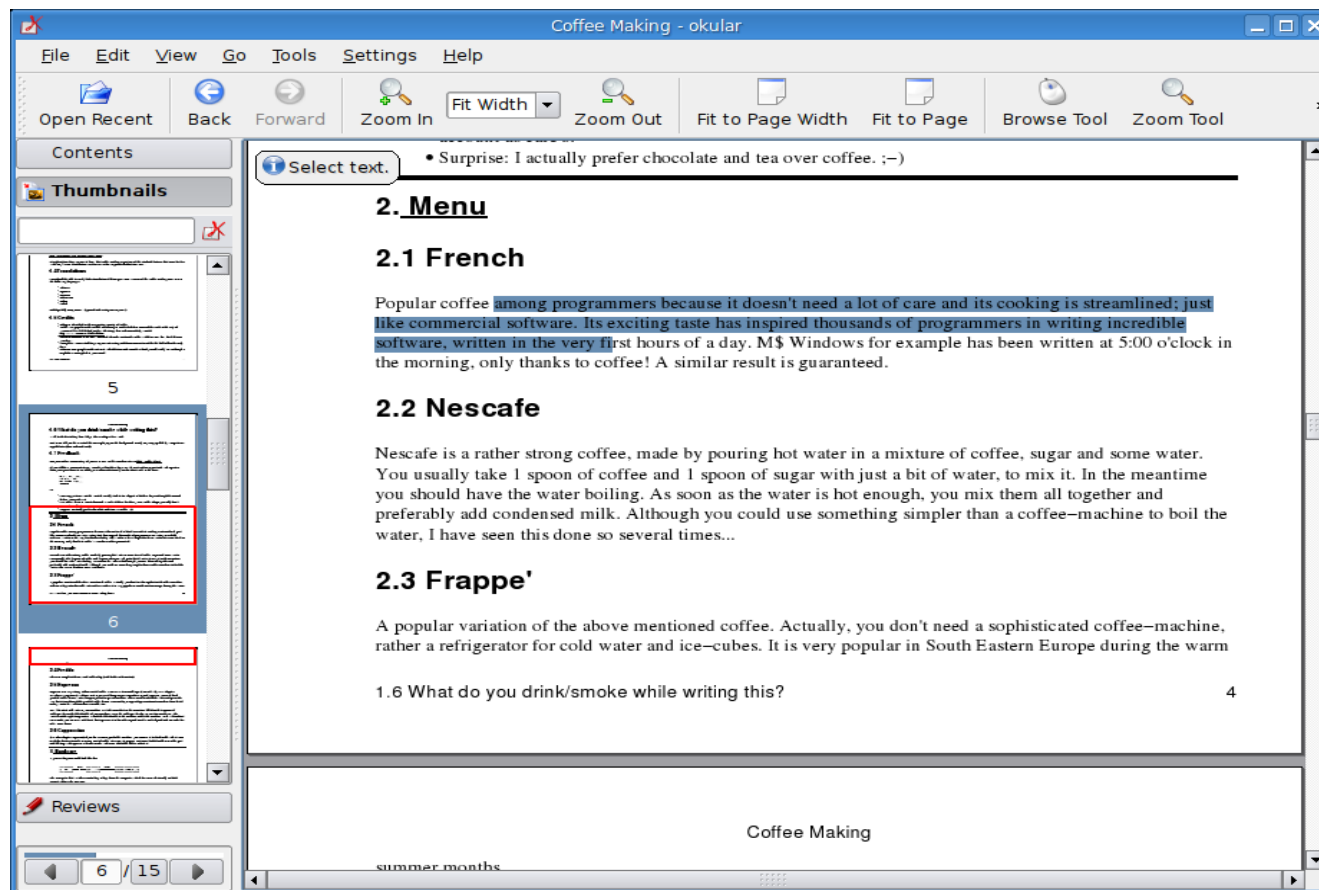 Coffee Making - okular
File Edit View Go Tools Settings Help
Open Recent Back Forward Zoom In Fit Width Zoom Out Fit to Page Width Fit to Page Browse Tool Zoom Tool
Contents
Thumbnails
5
6
Reviews
6 / 15
Select text.
• Surprise: I actually prefer chocolate and tea over coffee. ;−)
2. Menu
2.1 French
Popular coffee among programmers because it doesn't need a lot of care and its cooking is streamlined; just
like commercial software. Its exciting taste has inspired thousands of programmers in writing incredible
software, written in the very first hours of a day. M$ Windows for example has been written at 5:00 o'clock in
the morning, only thanks to coffee! A similar result is guaranteed.
2.2 Nescafe
Nescafe is a rather strong coffee, made by pouring hot water in a mixture of coffee, sugar and some water.
You usually take 1 spoon of coffee and 1 spoon of sugar with just a bit of water, to mix it. In the meantime
you should have the water boiling. As soon as the water is hot enough, you mix them all together and
preferably add condensed milk. Although you could use something simpler than a coffee−machine to boil the
water, I have seen this done so several times...
2.3 Frappe'
A popular variation of the above mentioned coffee. Actually, you don't need a sophisticated coffee−machine,
rather a refrigerator for cold water and ice−cubes. It is very popular in South Eastern Europe during the warm
1.6 What do you drink/smoke while writing this? 4
Coffee Making
summer months